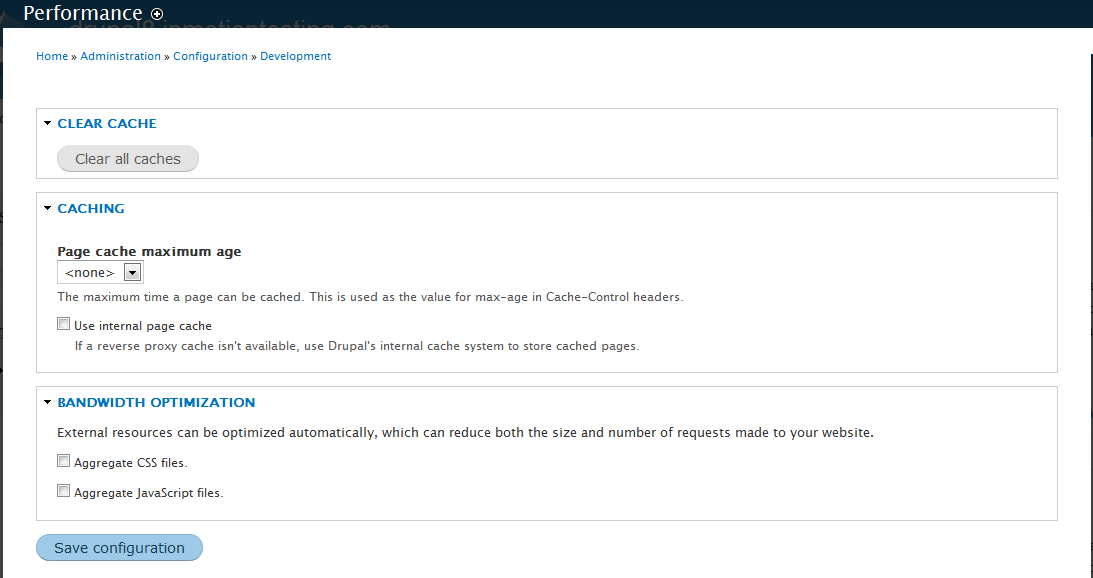 Performance
drupal8.inmotiontesting.com
Home » Administration » Configuration » Development
CLEAR CACHE
Clear all caches
CACHING
Page cache maximum age
<none>
The maximum time a page can be cached. This is used as the value for max-age in Cache-Control headers.
Use internal page cache
If a reverse proxy cache isn't available, use Drupal's internal cache system to store cached pages.
BANDWIDTH OPTIMIZATION
External resources can be optimized automatically, which can reduce both the size and number of requests made to your website.
Aggregate CSS files.
Aggregate JavaScript files.
Save configuration